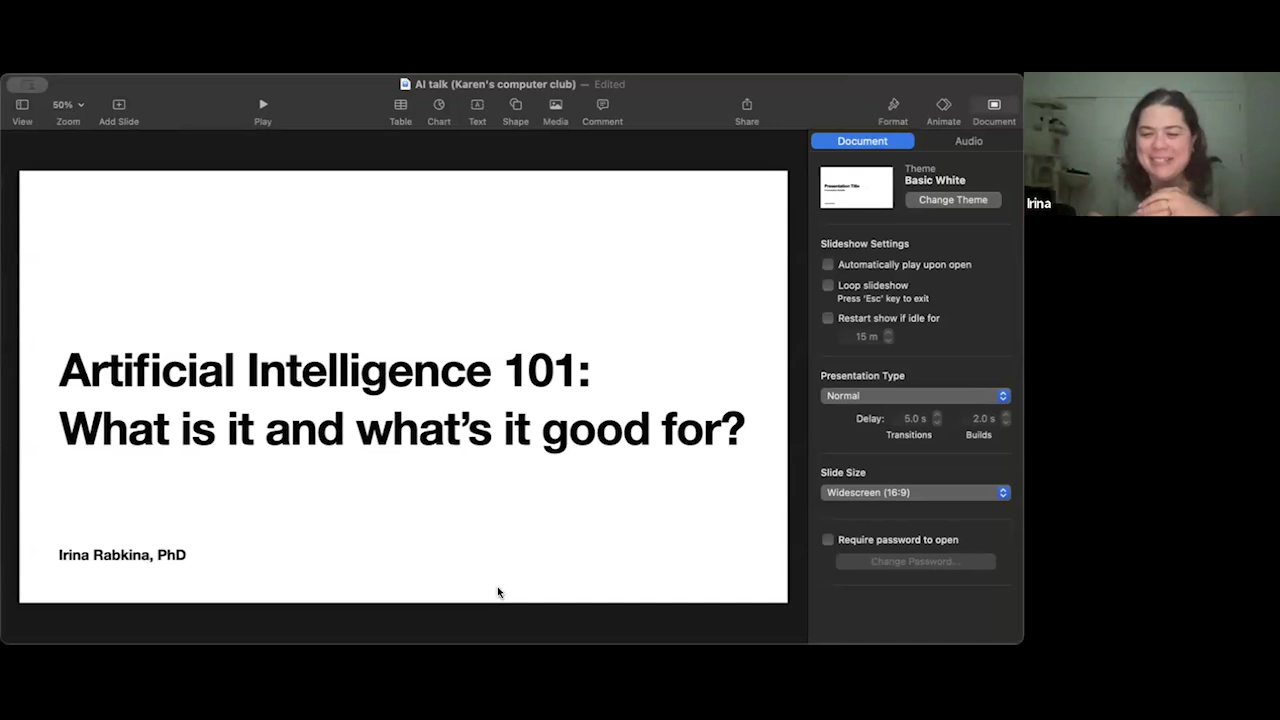 AI talk (Karen's computer club) — Edited
View
50%
Zoom
Add Slide
Play
Table
Chart
Text
Shape
Media
Comment
Share
Format
Animate
Document
Document
Audio
Presentation Title
Theme
Basic White
Change Theme
Slideshow Settings
Automatically play upon open
Loop slideshow
Press 'Esc' key to exit
Restart show if idle for
15 m
Presentation Type
Normal
Delay: 5.0 s 2.0 s
Transitions Builds
Slide Size
Widescreen (16:9)
Require password to open
Change Password...
Artificial Intelligence 101:
What is it and what's it good for?
Irina Rabkina, PhD
Irina